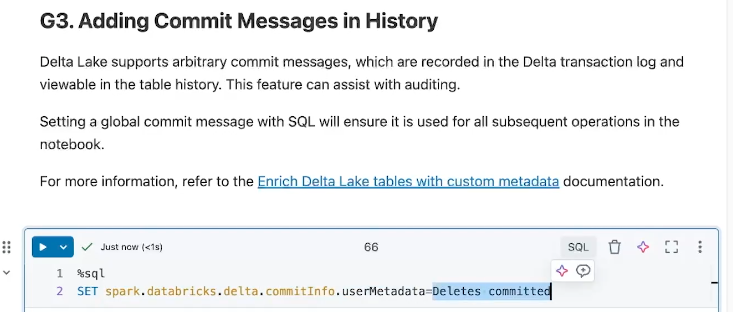 G3. Adding Commit Messages in History
Delta Lake supports arbitrary commit messages, which are recorded in the Delta transaction log and
viewable in the table history. This feature can assist with auditing.
Setting a global commit message with SQL will ensure it is used for all subsequent operations in the
notebook.
For more information, refer to the Enrich Delta Lake tables with custom metadata documentation.
Just now (<1s)
66
SQL
1 %sql
2 SET spark.databricks.delta.commitInfo.userMetadata=Deletes committed